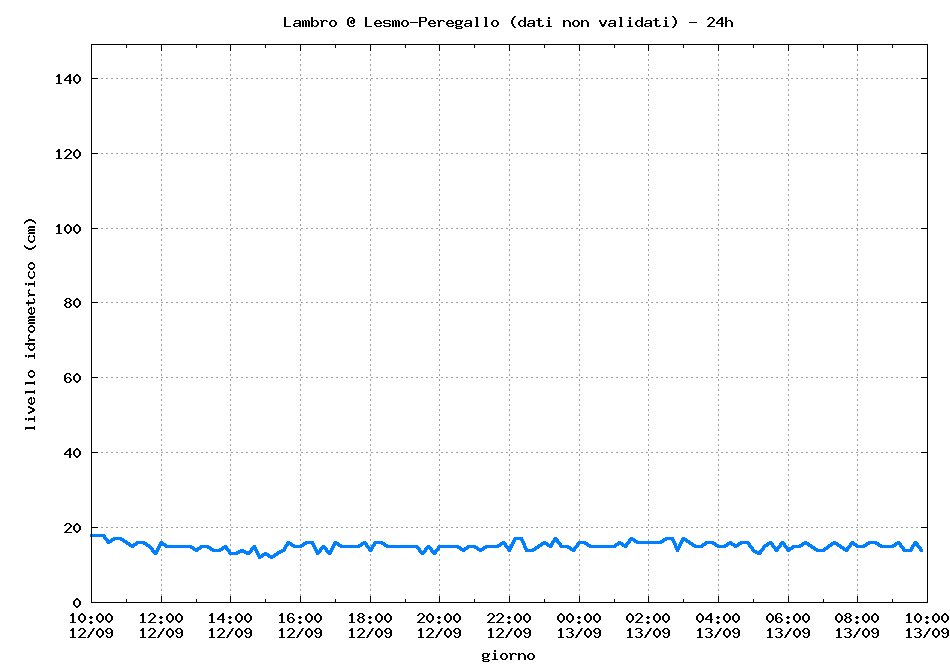 Lambro @ Lesmo-Peregallo (dati non validati) - 24h
livello idrometrico (cm)
140
120
100
80
60
40
20
0
10:00 12:00 14:00 16:00 18:00 20:00 22:00 00:00 02:00 04:00 06:00 08:00 10:00
12/09 12/09 12/09 12/09 12/09 12/09 12/09 13/09 13/09 13/09 13/09 13/09 13/09
giorno